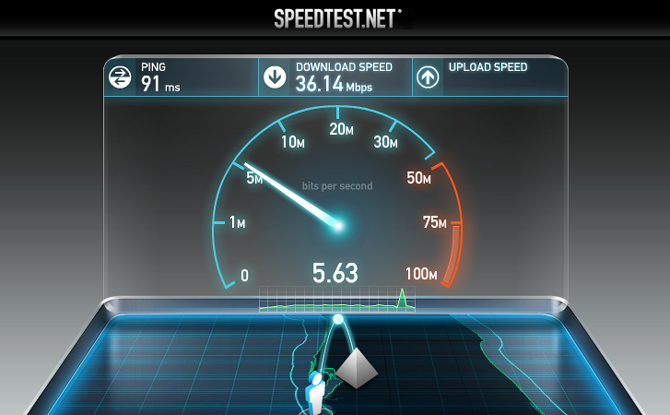 SPEEDTEST.NET
PING
91 ms
DOWNLOAD SPEED
36.14 Mbps
UPLOAD SPEED
20M
10M
30M
5M
bits per second
50M
1M
75M
0
100M
5.63